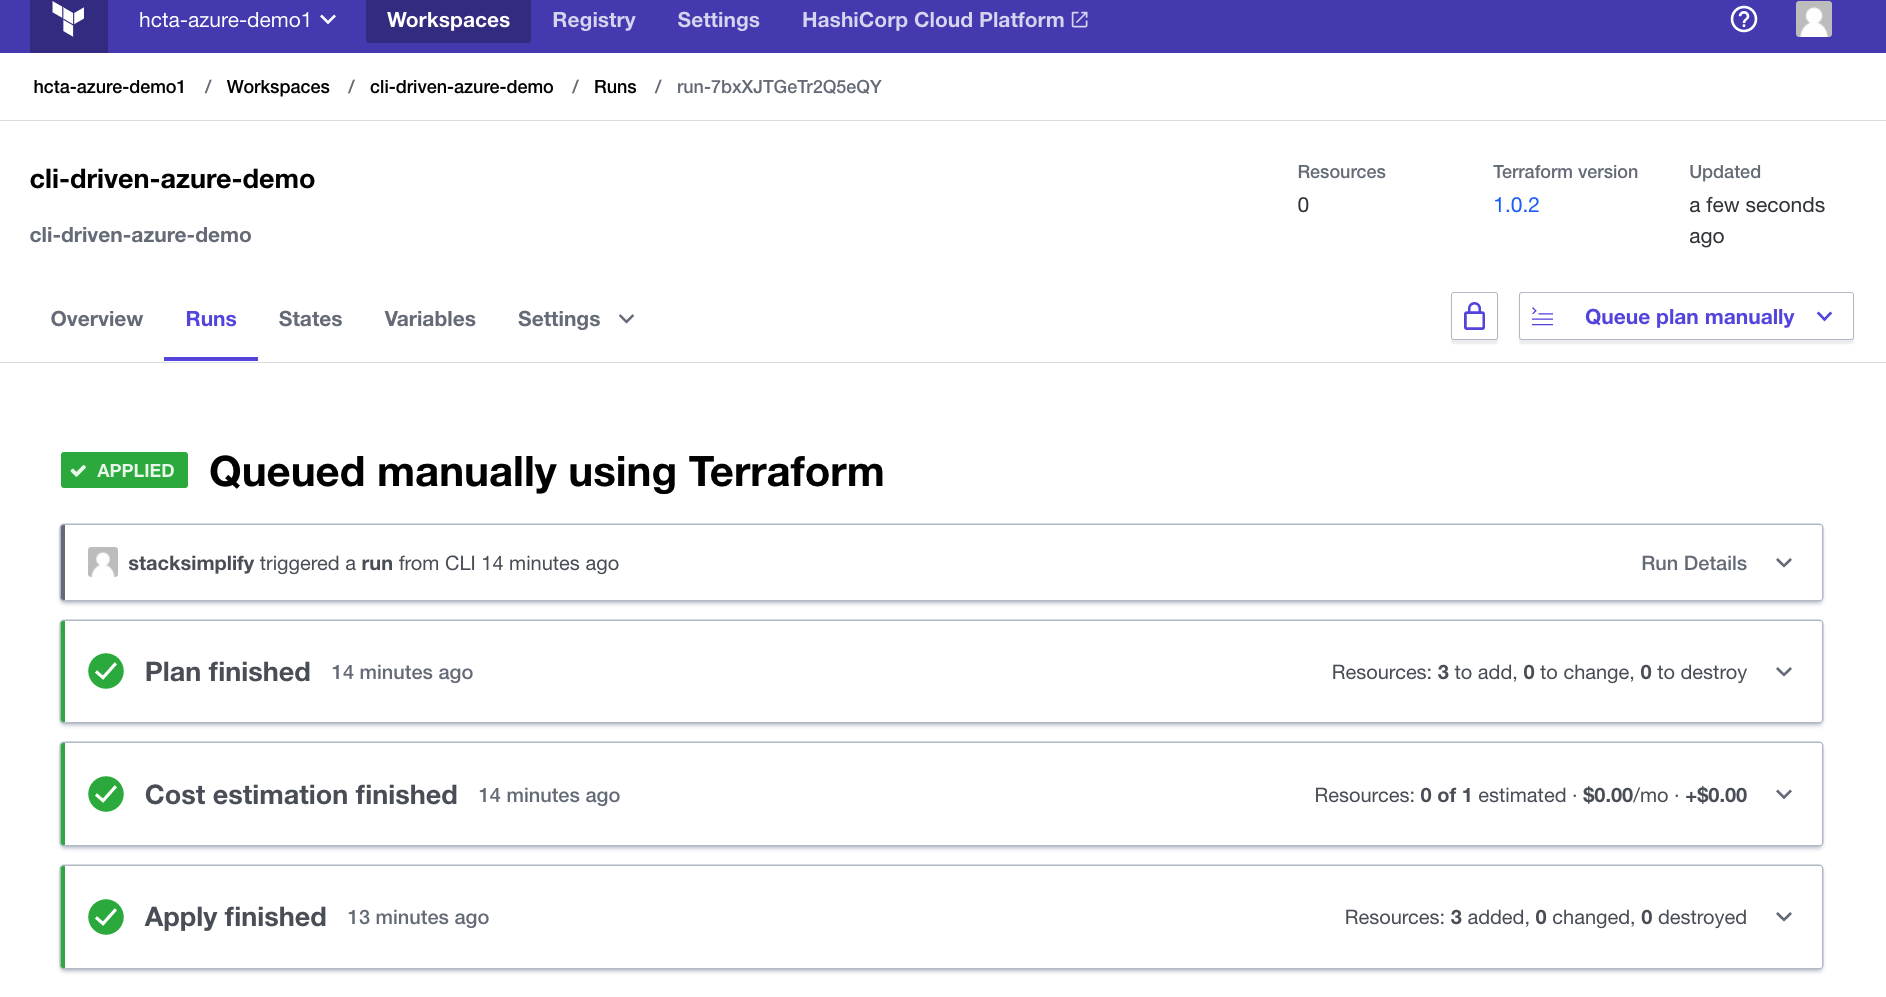 hcta-azure-demo1 Workspaces Registry Settings HashiCorp Cloud Platform
hcta-azure-demo1 / Workspaces / cli-driven-azure-demo / Runs / run-7bxXJTGeTr2Q5eQY
cli-driven-azure-demo
cli-driven-azure-demo
Resources
0
Terraform version
1.0.2
Updated
a few seconds
ago
Overview Runs States Variables Settings
Queue plan manually
APPLIED Queued manually using Terraform
stacksimplify triggered a run from CLI 14 minutes ago Run Details
Plan finished 14 minutes ago Resources: 3 to add, 0 to change, 0 to destroy
Cost estimation finished 14 minutes ago Resources: 0 of 1 estimated · $0.00/mo · +$0.00
Apply finished 13 minutes ago Resources: 3 added, 0 changed, 0 destroyed